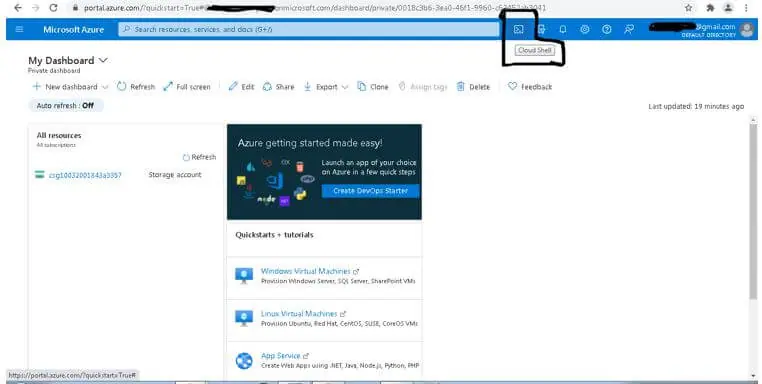 portal.azure.com/?quickstart=True#@ onmicrosoft.com/dashboard/private/0018c3b6-3ea0-46f1-9960-c63452ab3041
Microsoft Azure
Search resources, services, and docs (G+/)
@gmail.com
DEFAULT DIRECTORY
Cloud Shell
My Dashboard
Private dashboard
New dashboard
Refresh
Full screen
Edit
Share
Export
Clone
Assign tags
Delete
Feedback
Auto refresh : Off
Last updated: 19 minutes ago
All resources
All subscriptions
Refresh
csg10032001843a3357 Storage account
Azure getting started made easy!
Launch an app of your choice
on Azure in a few quick steps
Create DevOps Starter
node
php
Quickstarts + tutorials
Windows Virtual Machines
Provision Windows Server, SQL Server, SharePoint VMs
Linux Virtual Machines
Provision Ubuntu, Red Hat, CentOS, SUSE, CoreOS VMs
App Service
Create Web Apps using .NET, Java, Node.js, Python, PHP
https://portal.azure.com/?quickstart=True#